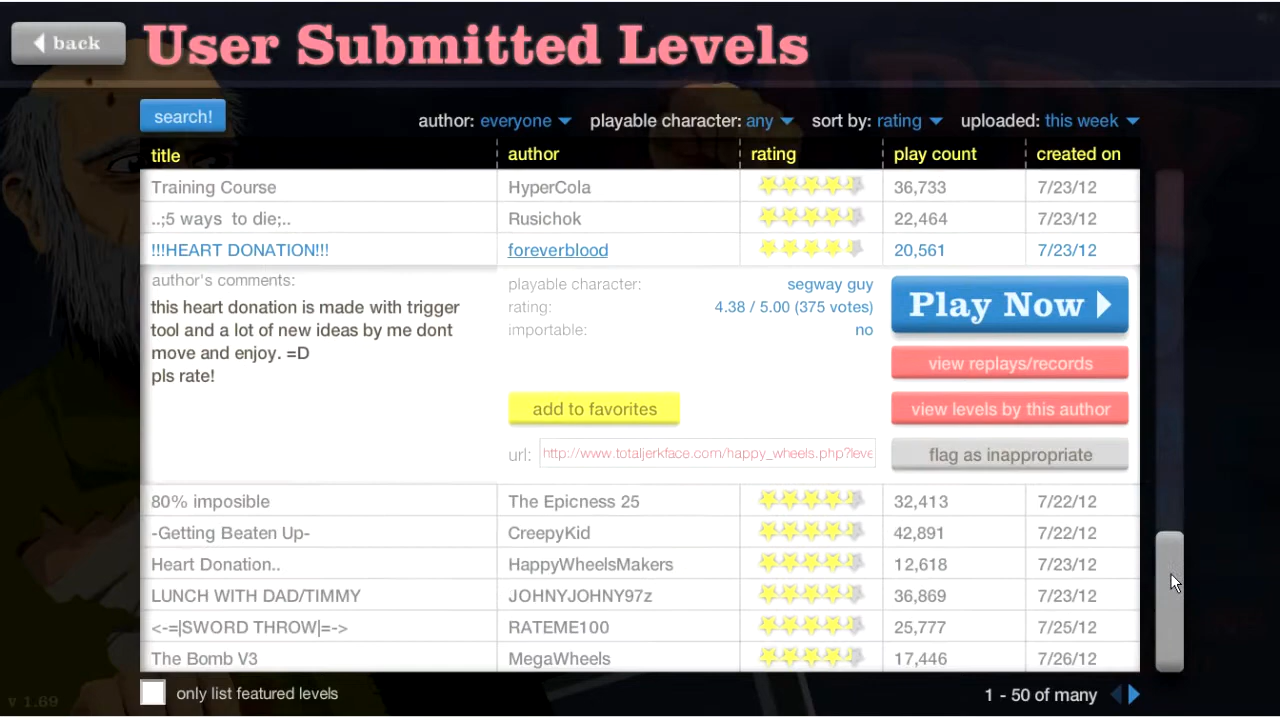 back
User Submitted Levels
search!
author: everyone
playable character: any
sort by: rating
uploaded: this week
title author rating play count created on
Training Course HyperCola 36,733 7/23/12
..;5 ways to die;.. Rusichok 22,464 7/23/12
!!!HEART DONATION!!! foreverblood 20,561 7/23/12
author's comments:
this heart donation is made with trigger
tool and a lot of new ideas by me dont
move and enjoy. =D
pls rate!
playable character: segway guy
rating: 4.38 / 5.00 (375 votes)
importable: no
add to favorites
url: http://www.totaljerkface.com/happy_wheels.php?leve
Play Now
view replays/records
view levels by this author
flag as inappropriate
80% imposible The Epicness 25 32,413 7/22/12
-Getting Beaten Up- CreepyKid 42,891 7/22/12
Heart Donation.. HappyWheelsMakers 12,618 7/23/12
LUNCH WITH DAD/TIMMY JOHNYJOHNY97z 36,869 7/23/12
<-=|SWORD THROW|=-> RATEME100 25,777 7/25/12
The Bomb V3 MegaWheels 17,446 7/26/12
only list featured levels
1 - 50 of many
v 1.69